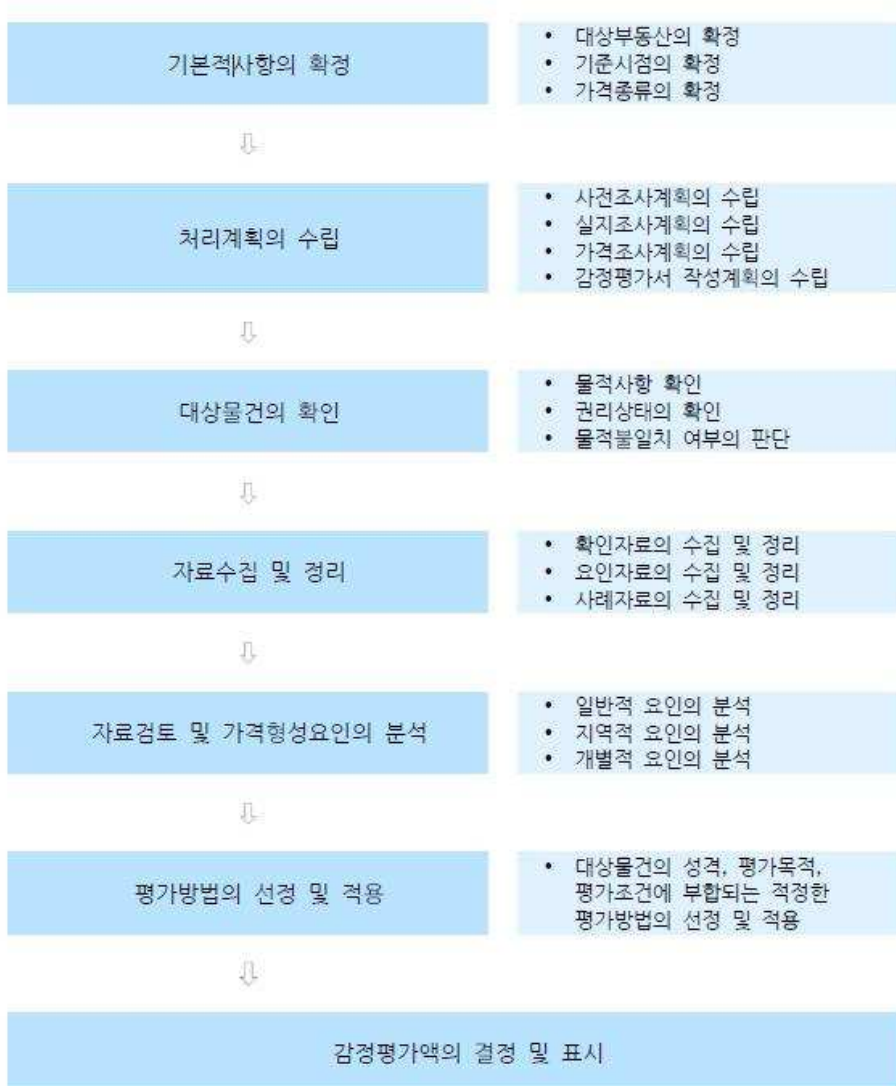 기본적사항의 확정
• 대상부동산의 확정
• 기준시점의 확정
• 가격종류의 확정
⇩
처리계획의 수립
• 사전조사계획의 수립
• 실지조사계획의 수립
• 가격조사계획의 수립
• 감정평가서 작성계획의 수립
⇩
대상물건의 확인
• 물적사항 확인
• 권리상태의 확인
• 물적불일치 여부의 판단
⇩
자료수집 및 정리
• 확인자료의 수집 및 정리
• 요인자료의 수집 및 정리
• 사례자료의 수집 및 정리
⇩
자료검토 및 가격형성요인의 분석
• 일반적 요인의 분석
• 지역적 요인의 분석
• 개별적 요인의 분석
⇩
평가방법의 선정 및 적용
• 대상물건의 성격, 평가목적,
평가조건에 부합되는 적정한
평가방법의 선정 및 적용
⇩
감정평가액의 결정 및 표시